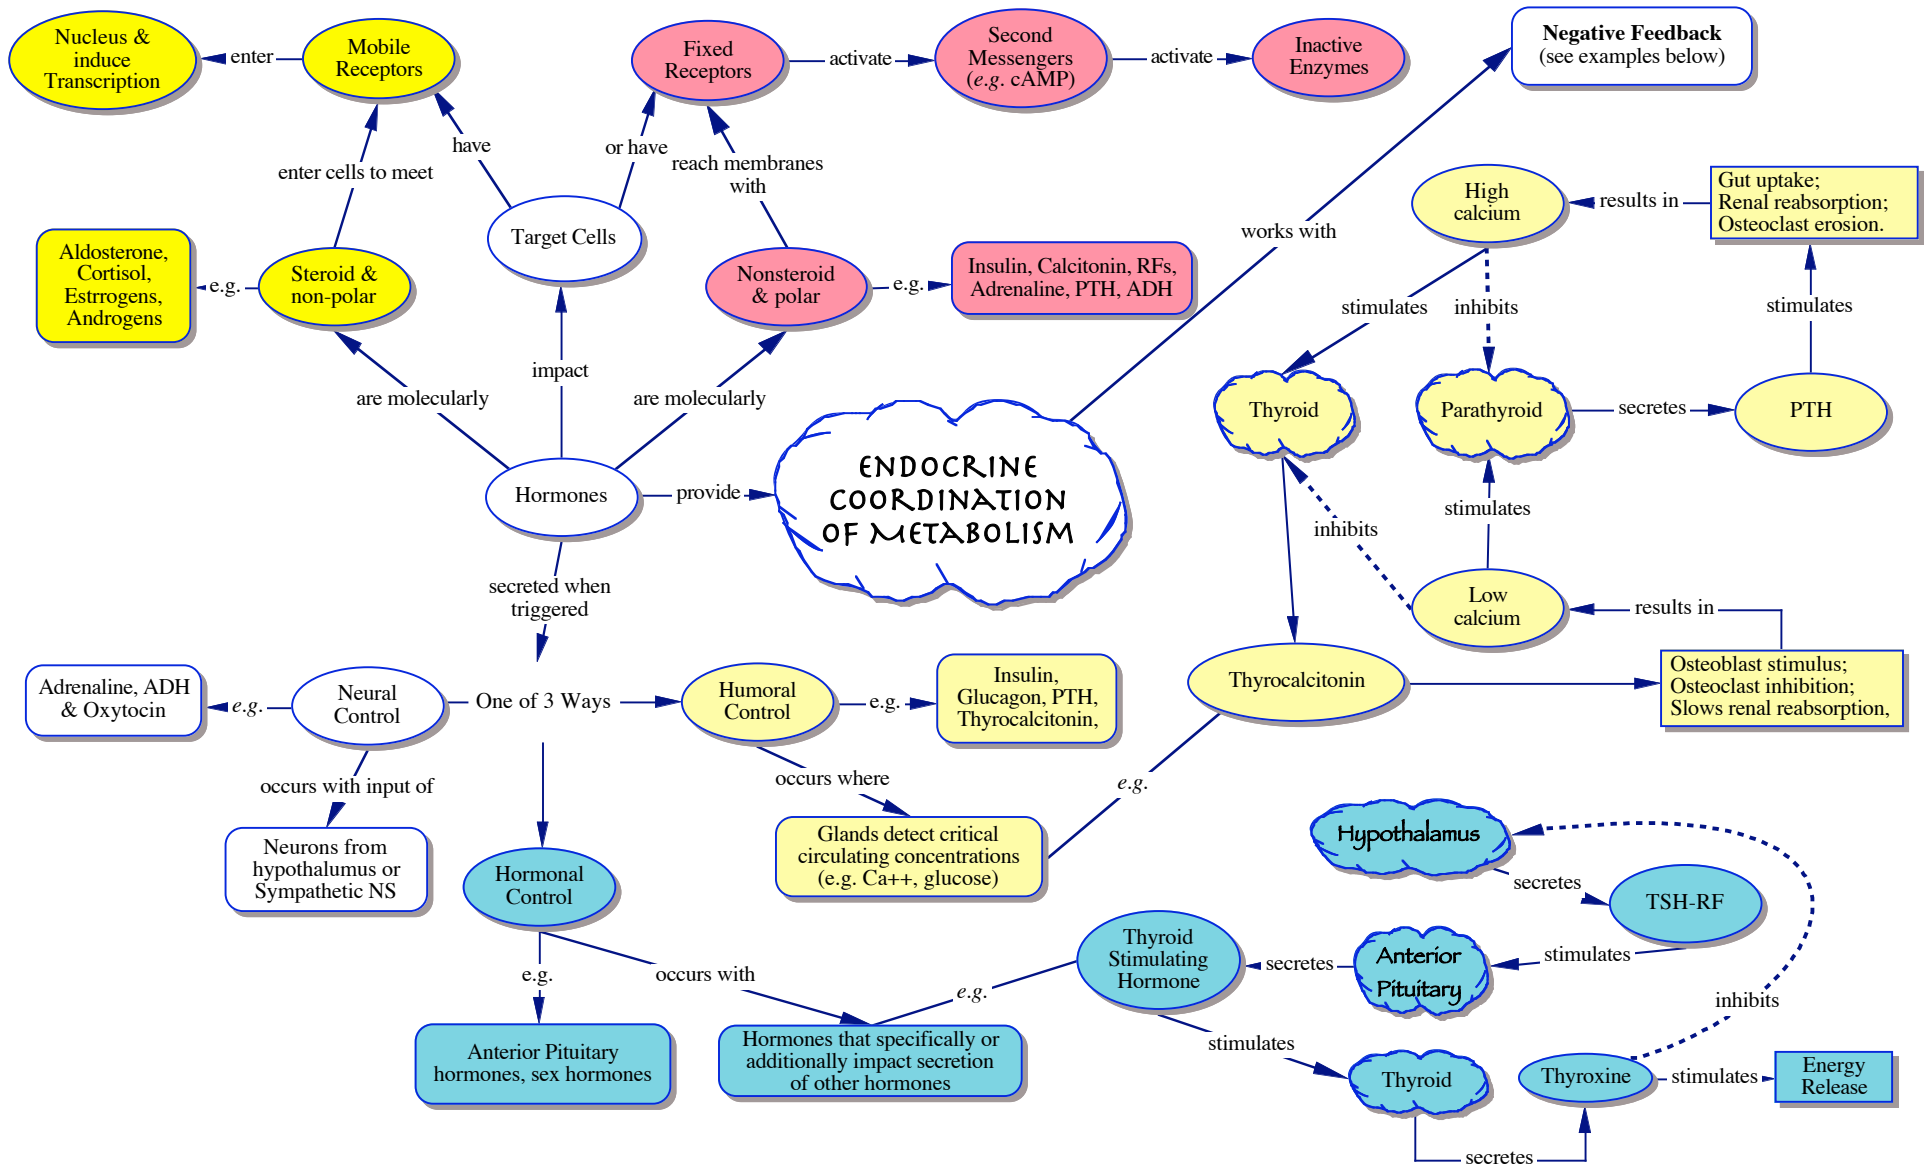 Nucleus &
induce
Transcription
enter
Mobile
Receptors
Fixed
Receptors
activate
Second
Messengers
(e.g. cAMP)
activate
Inactive
Enzymes
Negative Feedback
(see examples below)
have
or have
enter cells to meet
reach membranes
with
Target Cells
works with
High
calcium
results in
Gut uptake;
Renal reabsorption;
Osteoclast erosion.
Aldosterone,
Cortisol,
Estrrogens,
Androgens
e.g.
Steroid &
non-polar
Nonsteroid
& polar
e.g.
Insulin, Calcitonin, RFs,
Adrenaline, PTH, ADH
stimulates
inhibits
stimulates
impact
are molecularly
are molecularly
Thyroid
Parathyroid
secretes
PTH
Hormones
provide
ENDOCRINE
COORDINATION
OF METABOLISM
stimulates
inhibits
secreted when
triggered
Low
calcium
results in
Adrenaline, ADH
& Oxytocin
e.g.
Neural
Control
One of 3 Ways
Humoral
Control
e.g.
Insulin,
Glucagon, PTH,
Thyrocalcitonin,
Thyrocalcitonin
Osteoblast stimulus;
Osteoclast inhibition;
Slows renal reabsorption,
occurs with input of
occurs where
e.g.
Neurons from
hypothalumus or
Sympathetic NS
Glands detect critical
circulating concentrations
(e.g. Ca++, glucose)
Hypothalamus
Hormonal
Control
secretes
TSH-RF
Thyroid
Stimulating
Hormone
secretes
Anterior
Pituitary
stimulates
e.g.
occurs with
e.g.
inhibits
Anterior Pituitary
hormones, sex hormones
Hormones that specifically or
additionally impact secretion
of other hormones
stimulates
Thyroid
Thyroxine
stimulates
Energy
Release
secretes